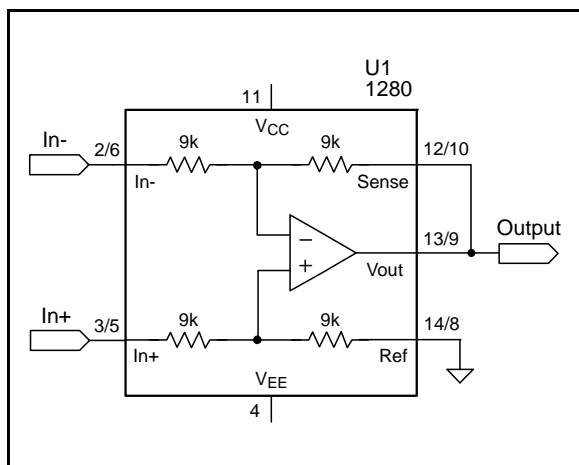 U1
1280
11
VCC
In-
2/6
9k
9k
12/10
In-
Sense
−
Output
13/9
+
Vout
In+
3/5
9k
9k
14/8
In+
Ref
VEE
4